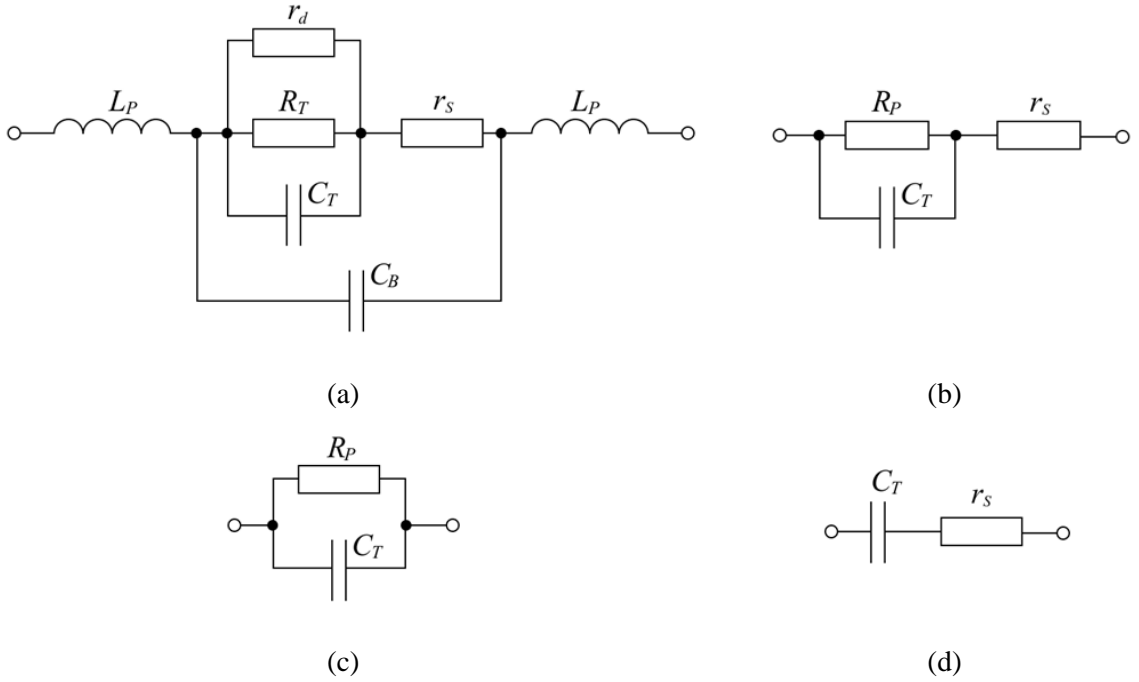 r_d
L_P R_T r_S L_P
C_T
C_B
(a)
R_P r_S
C_T
(b)
R_P
C_T
(c)
C_T r_S
(d)